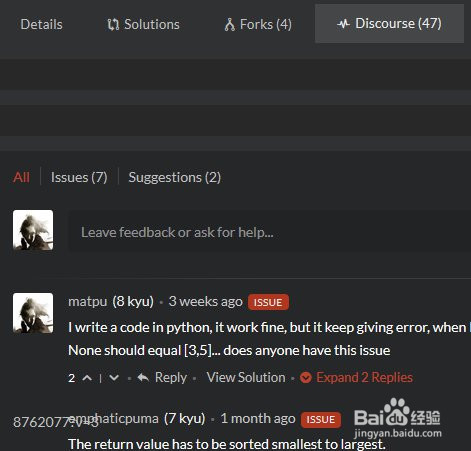 Details Solutions Forks (4) Discourse (47)
All Issues (7) Suggestions (2)
Leave feedback or ask for help...
matpu (8 kyu) • 3 weeks ago ISSUE
I write a code in python, it work fine, but it keep giving error, when
None should equal [3,5]... does anyone have this issue
2 | • Reply • View Solution • Expand 2 Replies
emphaticpuma (7 kyu) • 1 month ago ISSUE
8762077.v43
The return value has to be sorted smallest to largest.
Baidu 经验
jingyan.baidu.com